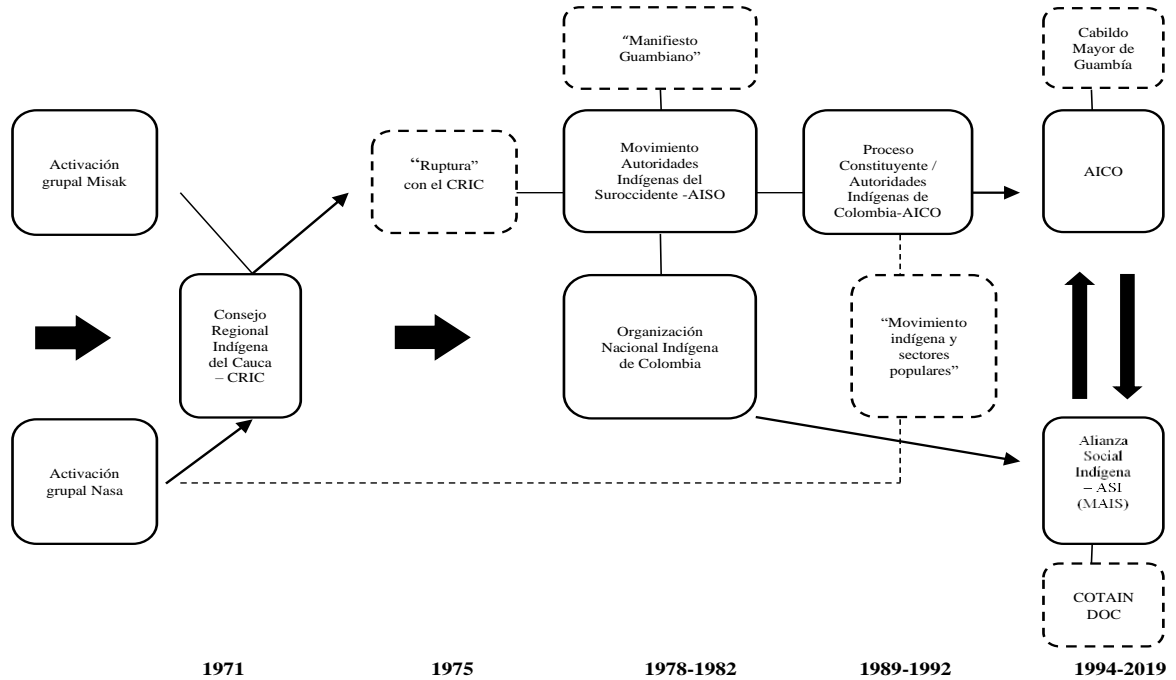 “Manifiesto
Guambiano”
Cabildo
Mayor de
Guambía
Activación
grupal Misak
“Ruptura”
con el CRIC
Movimiento
Autoridades
Indígenas del
Suroccidente -AISO
Proceso
Constituyente /
Autoridades
Indígenas de
Colombia-AICO
AICO
Consejo
Regional
Indígena
del Cauca
– CRIC
Organización
Nacional Indígena
de Colombia
“Movimiento
indígena y
sectores
populares”
Activación
grupal Nasa
Alianza
Social
Indígena
– ASI
(MAIS)
COTAIN
DOC
1971
1975
1978-1982
1989-1992
1994-2019